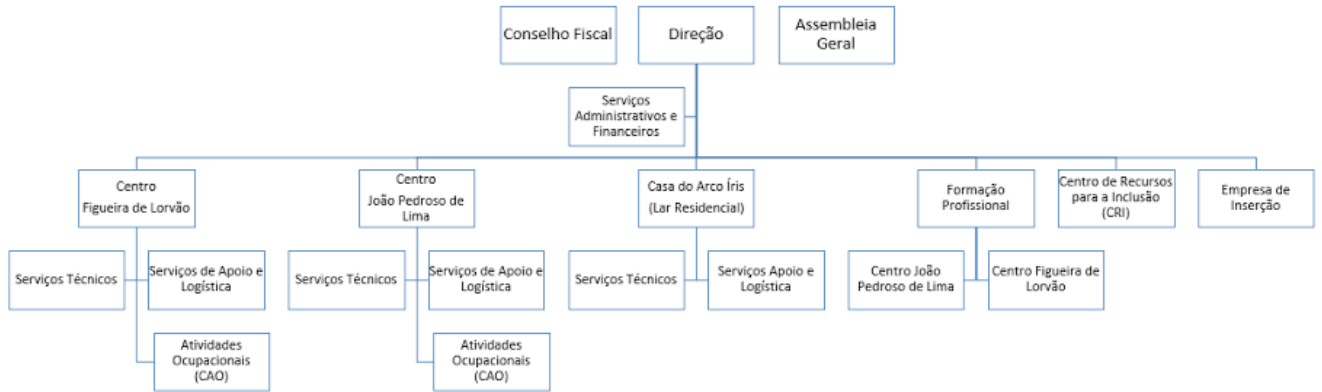 Conselho Fiscal
Direção
Assembleia
Geral
Serviços
Administrativos e
Financeiros
Centro
Figueira de Lorvão
Centro
João Pedroso de
Lima
Casa do Arco Íris
(Lar Residencial)
Formação
Profissional
Centro de Recursos
para a Inclusão
(CRI)
Empresa de
Inserção
Serviços Técnicos
Serviços de Apoio e
Logística
Serviços Técnicos
Serviços de Apoio e
Logística
Serviços Técnicos
Serviços Apoio e
Logística
Centro João
Pedroso de Lima
Centro Figueira de
Lorvão
Atividades
Ocupacionais
(CAO)
Atividades
Ocupacionais
(CAO)